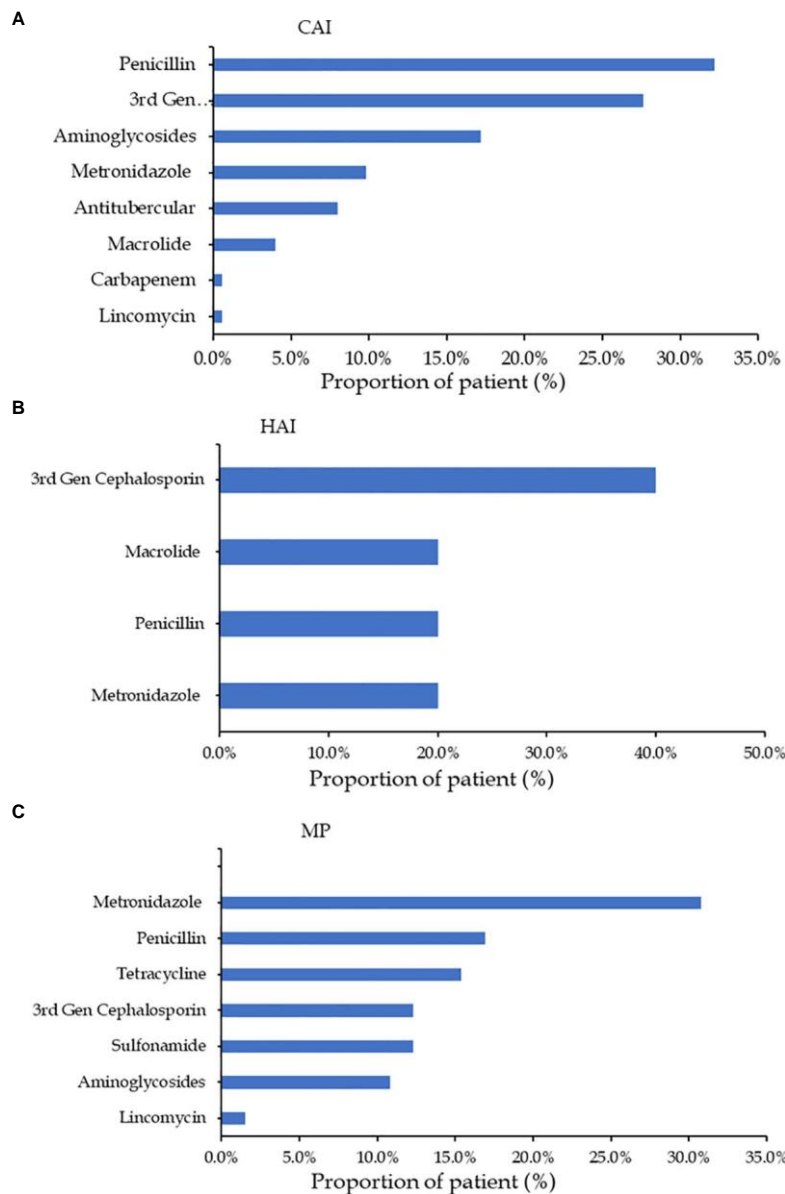 A
CAI
Penicillin
3rd Gen…
Aminoglycosides
Metronidazole
Antitubercular
Macrolide
Carbapenem
Lincomycin
0.0% 5.0% 10.0% 15.0% 20.0% 25.0% 30.0% 35.0%
Proportion of patient (%)
B
HAI
3rd Gen Cephalosporin
Macrolide
Penicillin
Metronidazole
0.0% 10.0% 20.0% 30.0% 40.0% 50.0%
Proportion of patient (%)
C
MP
Metronidazole
Penicillin
Tetracycline
3rd Gen Cephalosporin
Sulfonamide
Aminoglycosides
Lincomycin
0.0% 5.0% 10.0% 15.0% 20.0% 25.0% 30.0% 35.0%
Proportion of patient (%)